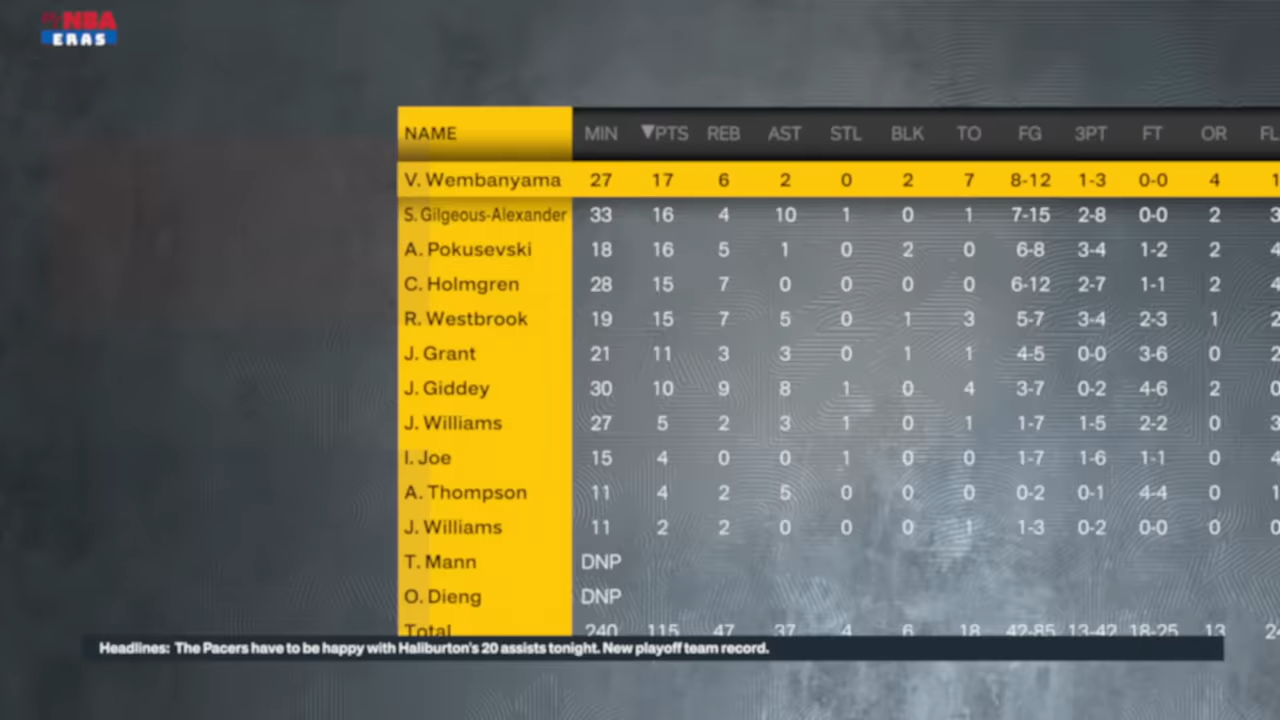 NBA
ERAS
NAME MIN ▼PTS REB AST STL BLK TO FG 3PT FT OR
V. Wembanyama 27 17 6 2 0 2 7 8-12 1-3 0-0 4 1
S. Gilgeous-Alexander 33 16 4 10 1 0 1 7-15 2-8 0-0 2 3
A. Pokusevski 18 16 5 1 0 2 0 6-8 3-4 1-2 2 4
C. Holmgren 28 15 7 0 0 0 0 6-12 2-7 1-1 2 4
R. Westbrook 19 15 7 5 0 1 3 5-7 3-4 2-3 1 2
J. Grant 21 11 3 3 0 1 1 4-5 0-0 3-6 0 2
J. Giddey 30 10 9 8 1 0 4 3-7 0-2 4-6 2 0
J. Williams 27 5 2 3 1 0 1 1-7 1-5 2-2 0 3
I. Joe 15 4 0 0 1 0 0 1-7 1-6 1-1 0 4
A. Thompson 11 4 2 5 0 0 0 0-2 0-1 4-4 0 1
J. Williams 11 2 2 0 0 0 1 1-3 0-2 0-0 0 0
T. Mann DNP
O. Dieng DNP
Total 240 115 47 37 4 6 18 42-85 13-42 18-25 13
Headlines: The Pacers have to be happy with Haliburton's 20 assists tonight. New playoff team record.